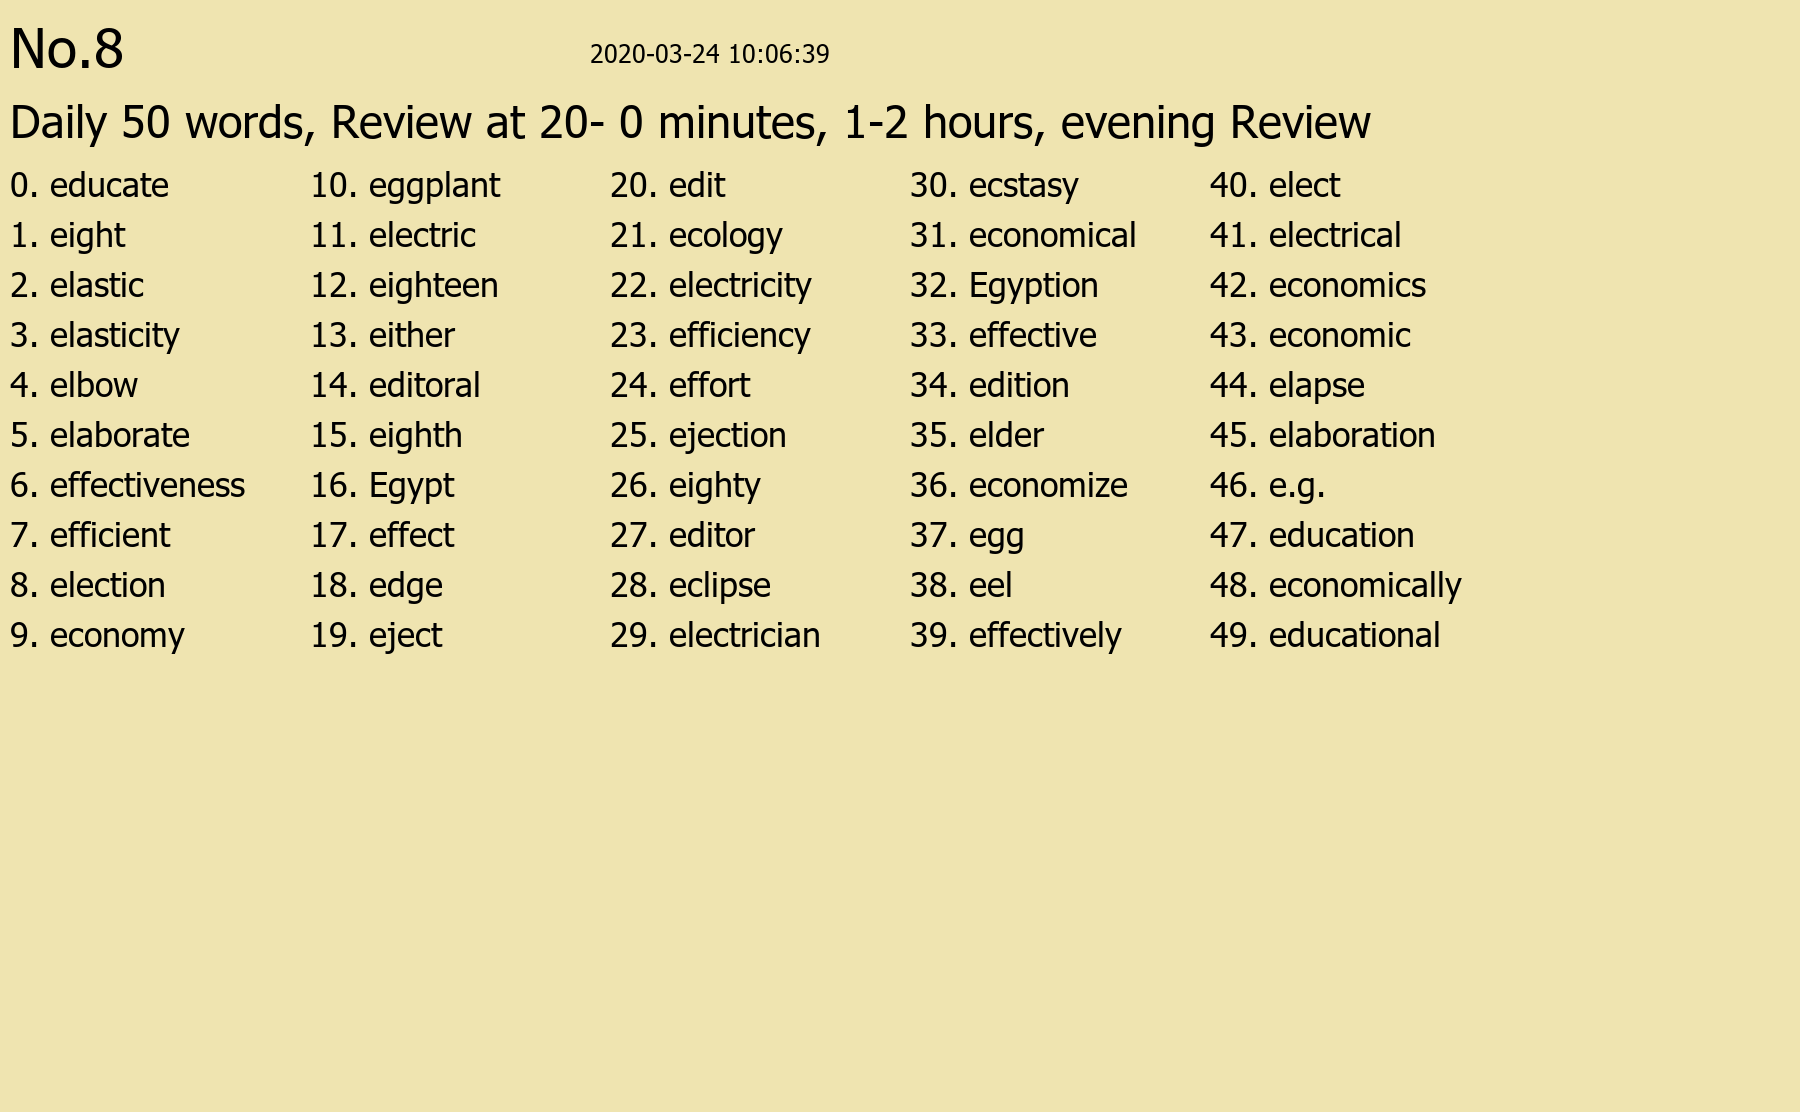 No.8 2020-03-24 10:06:39
Daily 50 words, Review at 20- 0 minutes, 1-2 hours, evening Review
0. educate 10. eggplant 20. edit 30. ecstasy 40. elect
1. eight 11. electric 21. ecology 31. economical 41. electrical
2. elastic 12. eighteen 22. electricity 32. Egyption 42. economics
3. elasticity 13. either 23. efficiency 33. effective 43. economic
4. elbow 14. editoral 24. effort 34. edition 44. elapse
5. elaborate 15. eighth 25. ejection 35. elder 45. elaboration
6. effectiveness 16. Egypt 26. eighty 36. economize 46. e.g.
7. efficient 17. effect 27. editor 37. egg 47. education
8. election 18. edge 28. eclipse 38. eel 48. economically
9. economy 19. eject 29. electrician 39. effectively 49. educational